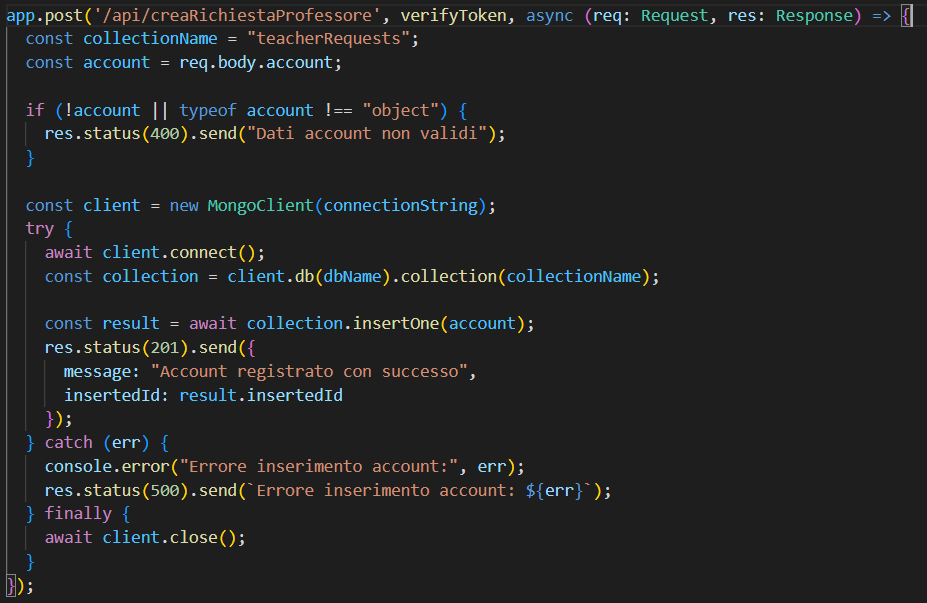 app.post('/api/creaRichiestaProfessore', verifyToken, async (req: Request, res: Response) => {
  const collectionName = "teacherRequests";
  const account = req.body.account;

  if (!account || typeof account !== "object") {
    res.status(400).send("Dati account non validi");
  }

  const client = new MongoClient(connectionString);
  try {
    await client.connect();
    const collection = client.db(dbName).collection(collectionName);

    const result = await collection.insertOne(account);
    res.status(201).send({
      message: "Account registrato con successo",
      insertedId: result.insertedId
    });
  } catch (err) {
    console.error("Errore inserimento account:", err);
    res.status(500).send(`Errore inserimento account: ${err}`);
  } finally {
    await client.close();
  }
});